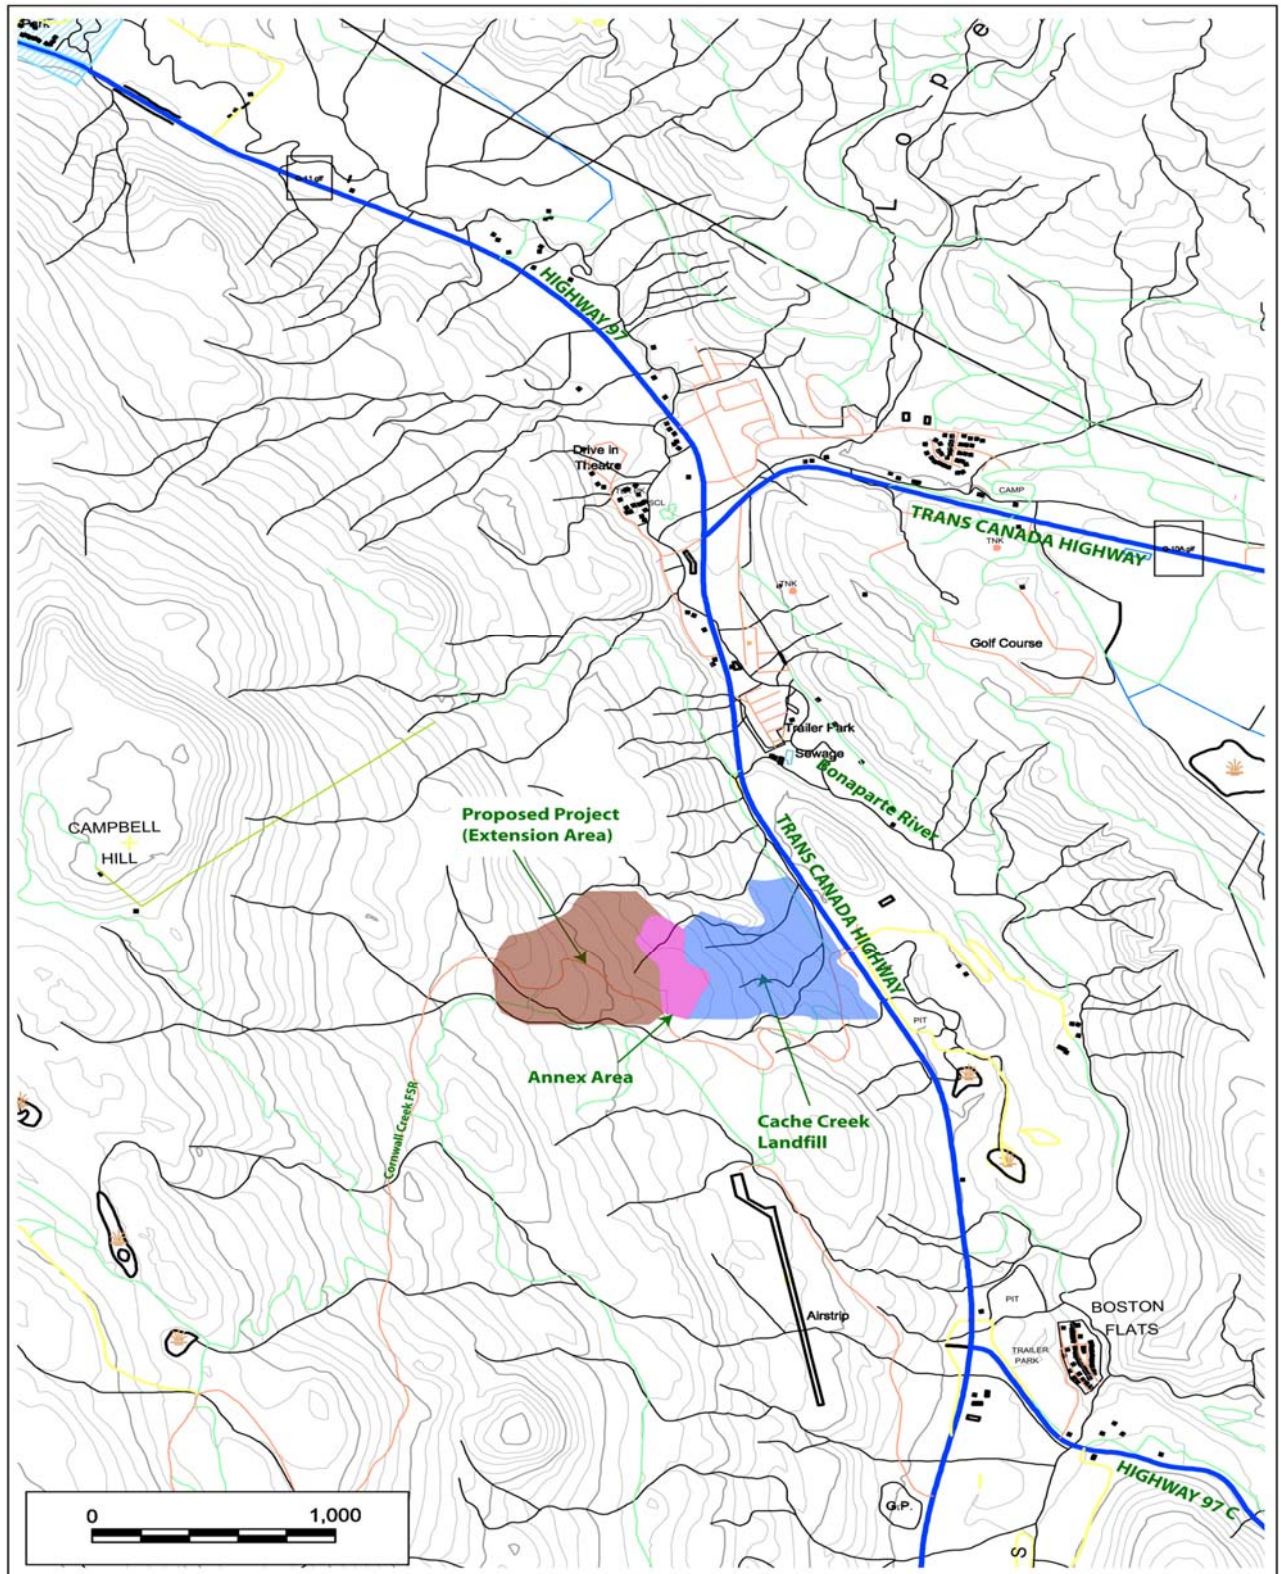 Park
L o p e
HIGHWAY 97
Drive in
Theatre
SCL
CAMP
TRANS CANADA HIGHWAY
TNK
TNK
Golf Course
Trailer Park
Sewage
Bonaparte River
Proposed Project
(Extension Area)
CAMPBELL
HILL
TRANS CANADA HIGHWAY
PIT
Annex Area
Cache Creek
Landfill
Cornwall Creek FSR
Airstrip
PIT
BOSTON
FLATS
TRAILER
PARK
HIGHWAY 97 C
G.P.
S
0 1,000